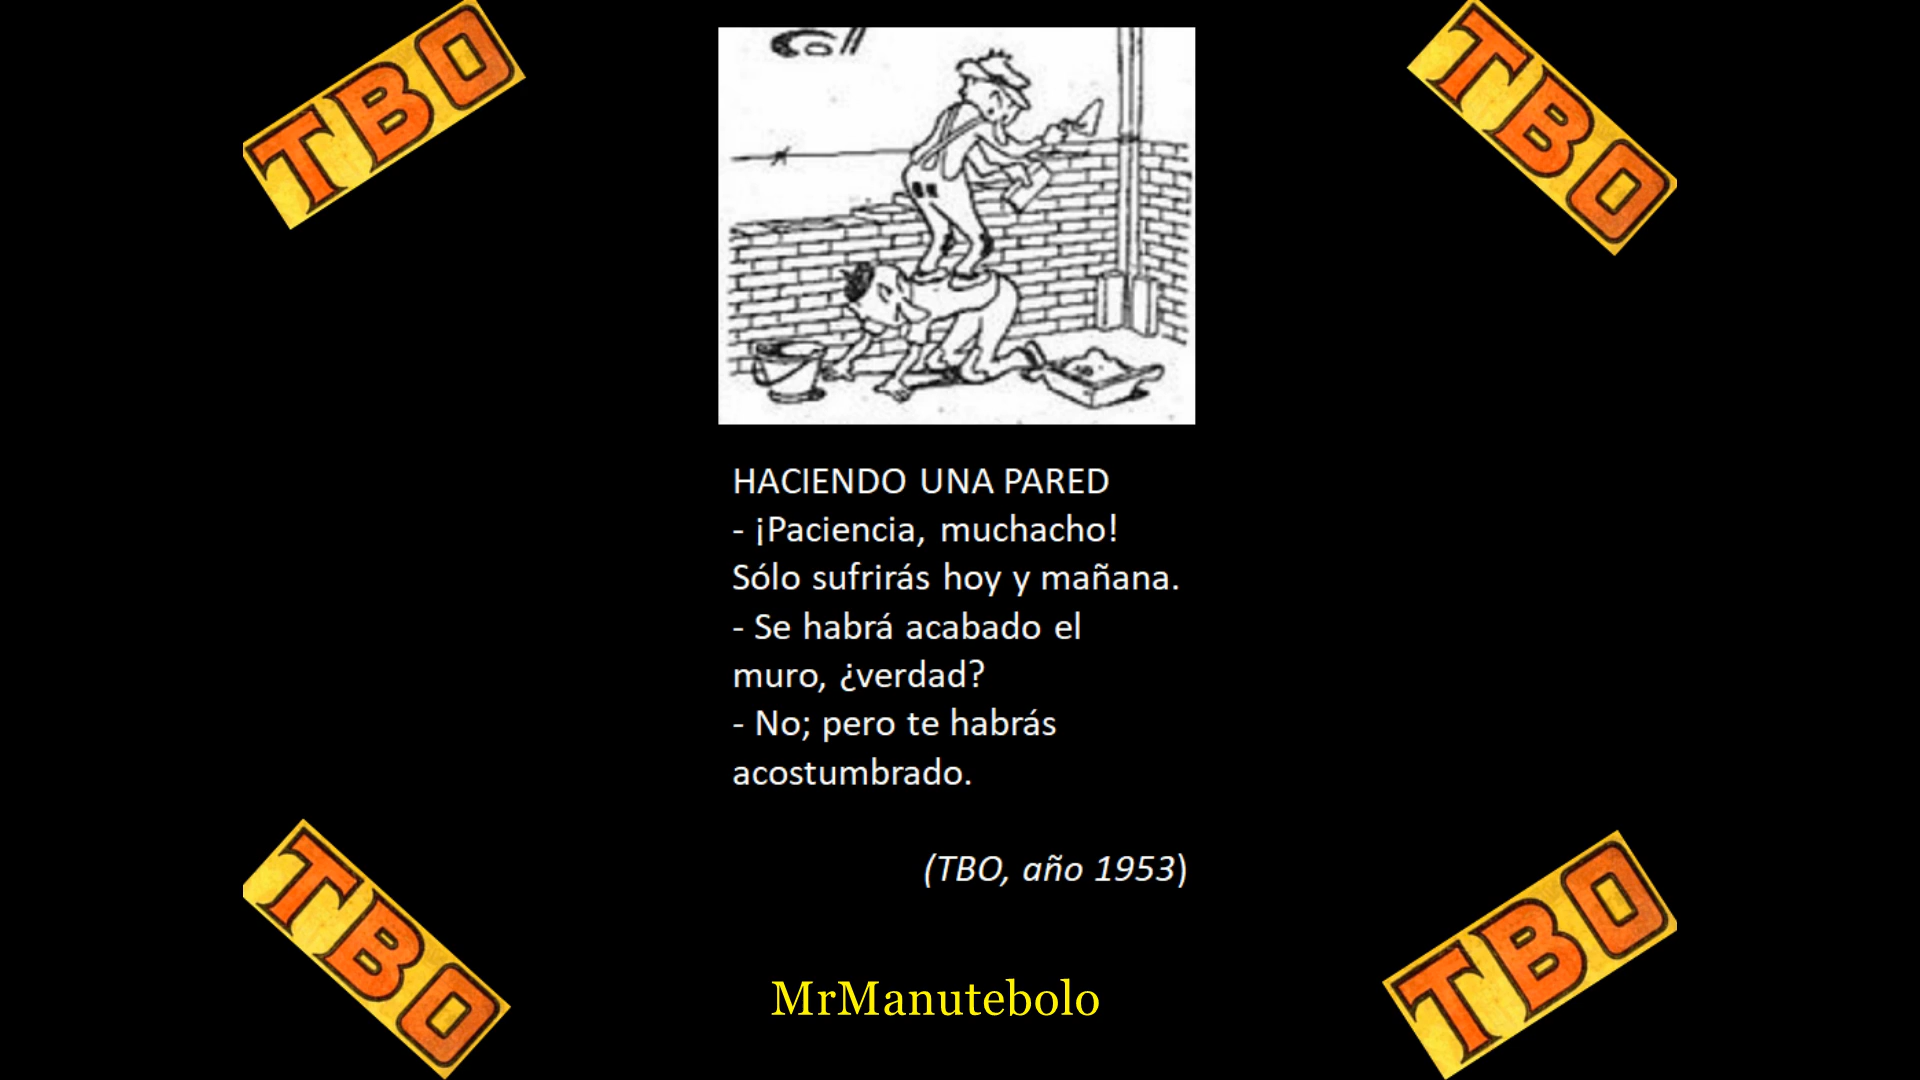 TBO
TBO
Coll
HACIENDO UNA PARED
- ¡Paciencia, muchacho!
Sólo sufrirás hoy y mañana.
- Se habrá acabado el
muro, ¿verdad?
- No; pero te habrás
acostumbrado.
(TBO, año 1953)
MrManutebolo
TBO
TBO